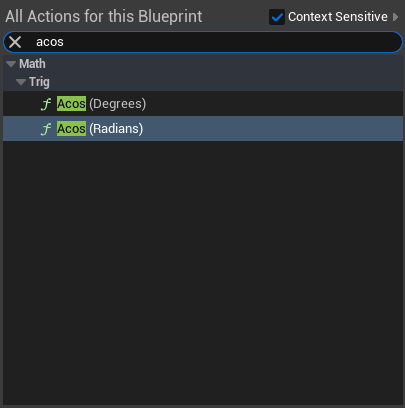 All Actions for this Blueprint Context Sensitive
acos
Math
Trig
Acos (Degrees)
Acos (Radians)